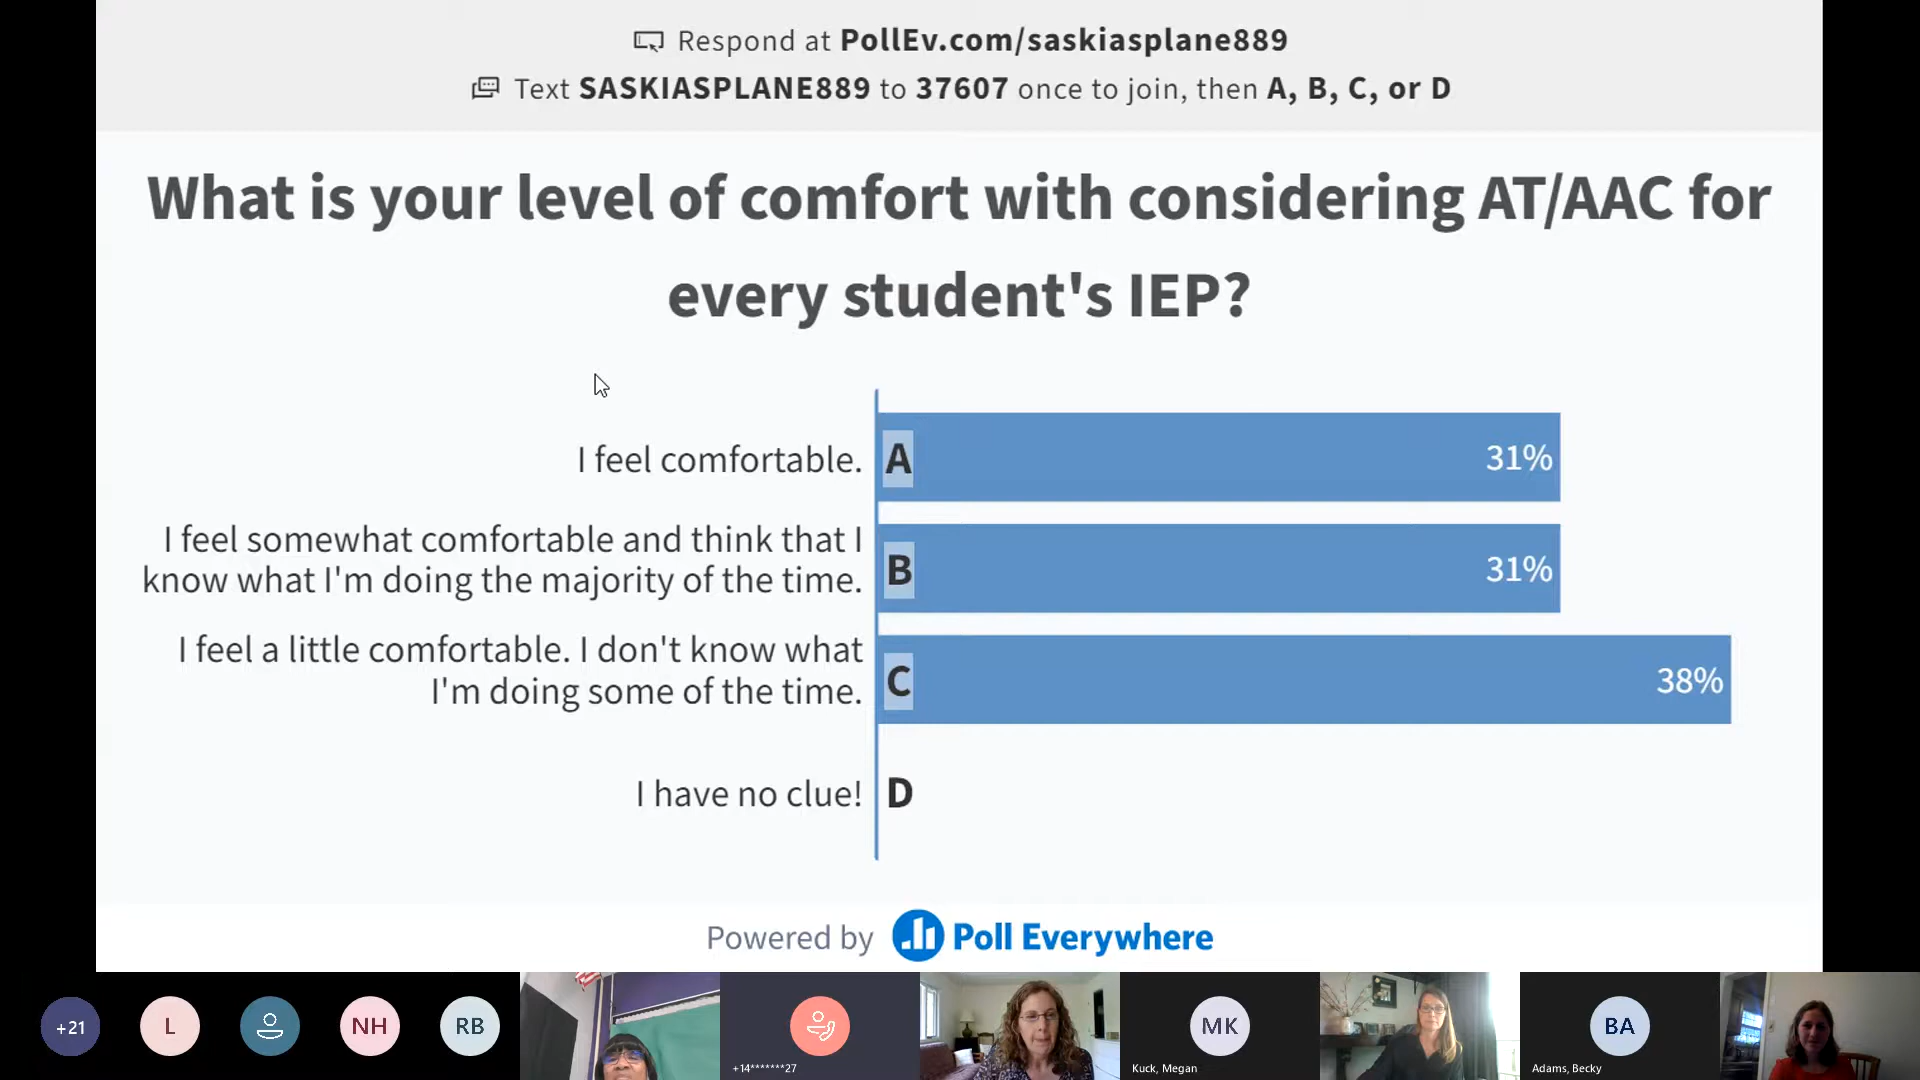 Respond at PollEv.com/saskiasplane889
Text SASKIASPLANE889 to 37607 once to join, then A, B, C, or D
What is your level of comfort with considering AT/AAC for
every student's IEP?
I feel comfortable.
A
31%
I feel somewhat comfortable and think that I
know what I'm doing the majority of the time.
B
31%
I feel a little comfortable. I don't know what
I'm doing some of the time.
C
38%
I have no clue!
D
Powered by Poll Everywhere
+21
L
NH
RB
+14*******27
MK
Kuck, Megan
BA
Adams, Becky